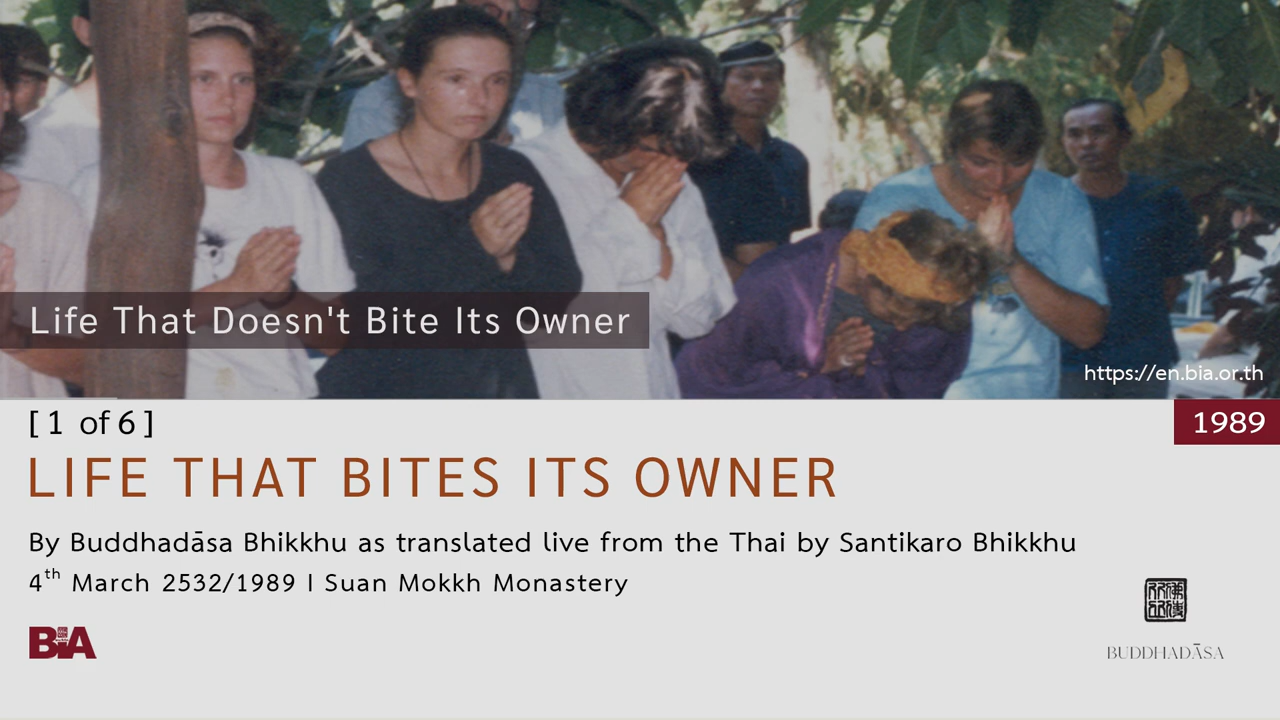 Life That Doesn't Bite Its Owner
https://en.bia.or.th
[ 1 of 6 ]
1989
LIFE THAT BITES ITS OWNER
By Buddhadāsa Bhikkhu as translated live from the Thai by Santikaro Bhikkhu
4th March 2532/1989 I Suan Mokkh Monastery
BIA
BUDDHADĀSA